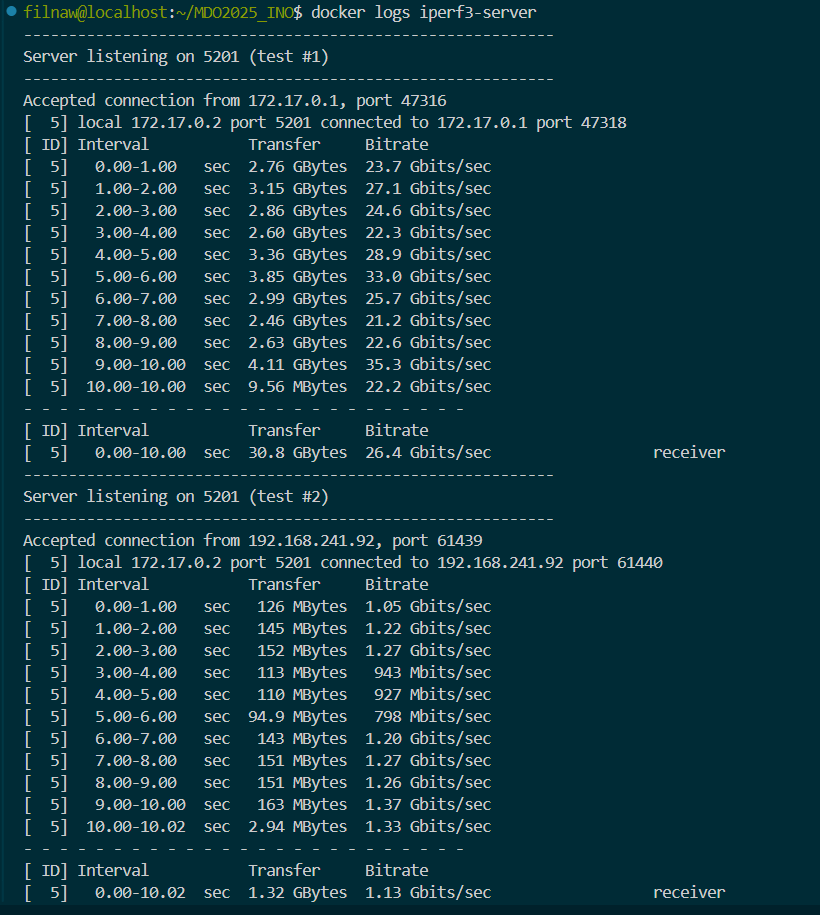 filnaw@localhost:~/MDO2025_INO$ docker logs iperf3-server
-----------------------------------------------------------
Server listening on 5201 (test #1)
-----------------------------------------------------------
Accepted connection from 172.17.0.1, port 47316
[  5] local 172.17.0.2 port 5201 connected to 172.17.0.1 port 47318
[ ID] Interval           Transfer     Bitrate
[  5]   0.00-1.00   sec  2.76 GBytes  23.7 Gbits/sec
[  5]   1.00-2.00   sec  3.15 GBytes  27.1 Gbits/sec
[  5]   2.00-3.00   sec  2.86 GBytes  24.6 Gbits/sec
[  5]   3.00-4.00   sec  2.60 GBytes  22.3 Gbits/sec
[  5]   4.00-5.00   sec  3.36 GBytes  28.9 Gbits/sec
[  5]   5.00-6.00   sec  3.85 GBytes  33.0 Gbits/sec
[  5]   6.00-7.00   sec  2.99 GBytes  25.7 Gbits/sec
[  5]   7.00-8.00   sec  2.46 GBytes  21.2 Gbits/sec
[  5]   8.00-9.00   sec  2.63 GBytes  22.6 Gbits/sec
[  5]   9.00-10.00  sec  4.11 GBytes  35.3 Gbits/sec
[  5]  10.00-10.00  sec  9.56 MBytes  22.2 Gbits/sec
- - - - - - - - - - - - - - - - - - - - - - - - -
[ ID] Interval           Transfer     Bitrate
[  5]   0.00-10.00  sec  30.8 GBytes  26.4 Gbits/sec                  receiver
-----------------------------------------------------------
Server listening on 5201 (test #2)
-----------------------------------------------------------
Accepted connection from 192.168.241.92, port 61439
[  5] local 172.17.0.2 port 5201 connected to 192.168.241.92 port 61440
[ ID] Interval           Transfer     Bitrate
[  5]   0.00-1.00   sec   126 MBytes  1.05 Gbits/sec
[  5]   1.00-2.00   sec   145 MBytes  1.22 Gbits/sec
[  5]   2.00-3.00   sec   152 MBytes  1.27 Gbits/sec
[  5]   3.00-4.00   sec   113 MBytes   943 Mbits/sec
[  5]   4.00-5.00   sec   110 MBytes   927 Mbits/sec
[  5]   5.00-6.00   sec  94.9 MBytes   798 Mbits/sec
[  5]   6.00-7.00   sec   143 MBytes  1.20 Gbits/sec
[  5]   7.00-8.00   sec   151 MBytes  1.27 Gbits/sec
[  5]   8.00-9.00   sec   151 MBytes  1.26 Gbits/sec
[  5]   9.00-10.00  sec   163 MBytes  1.37 Gbits/sec
[  5]  10.00-10.02  sec  2.94 MBytes  1.33 Gbits/sec
- - - - - - - - - - - - - - - - - - - - - - - - -
[ ID] Interval           Transfer     Bitrate
[  5]   0.00-10.02  sec  1.32 GBytes  1.13 Gbits/sec                  receiver